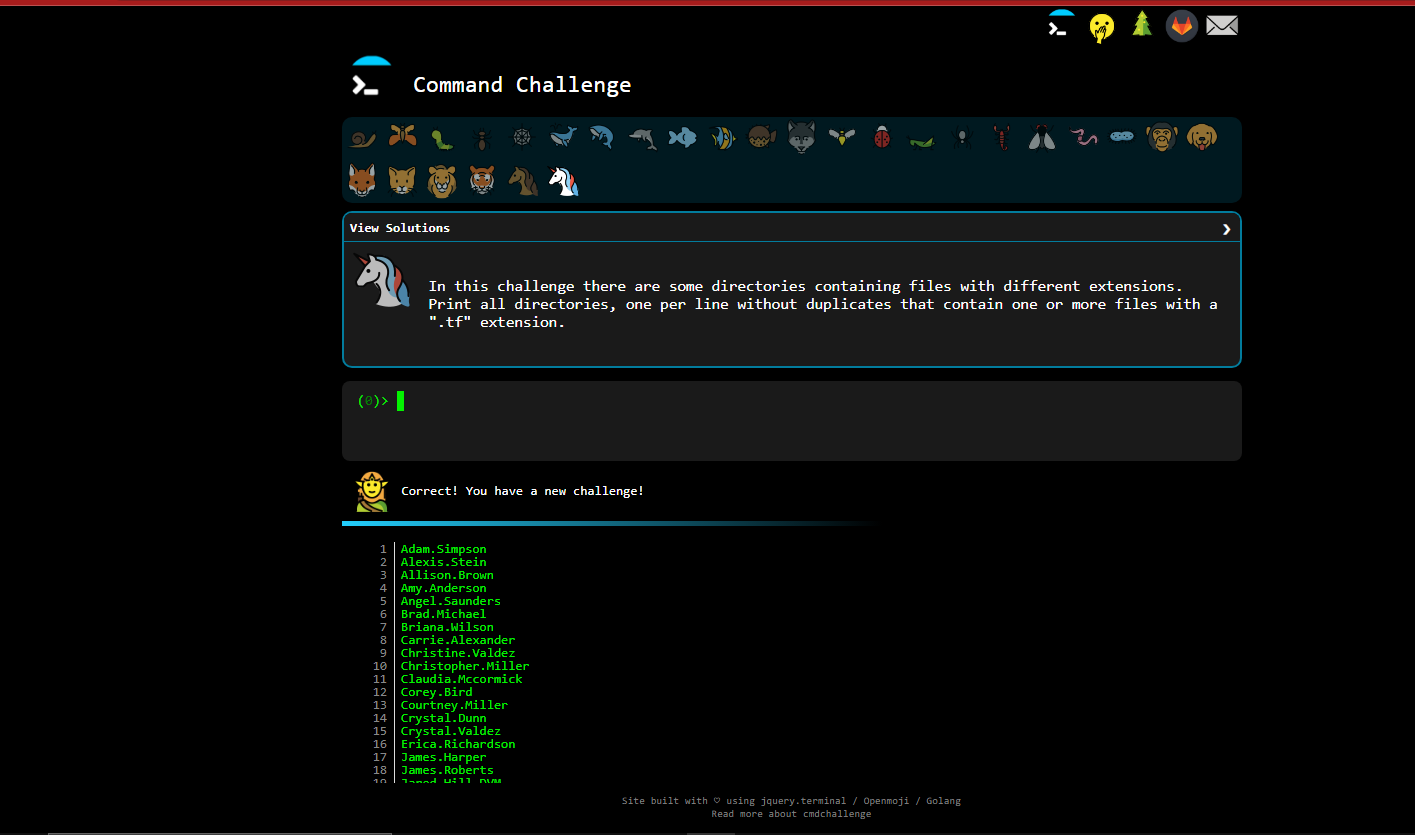 Command Challenge
View Solutions
In this challenge there are some directories containing files with different extensions.
Print all directories, one per line without duplicates that contain one or more files with a
".tf" extension.
(0)>
Correct! You have a new challenge!
1 Adam.Simpson
2 Alexis.Stein
3 Allison.Brown
4 Amy.Anderson
5 Angel.Saunders
6 Brad.Michael
7 Briana.Wilson
8 Carrie.Alexander
9 Christine.Valdez
10 Christopher.Miller
11 Claudia.Mccormick
12 Corey.Bird
13 Courtney.Miller
14 Crystal.Dunn
15 Crystal.Valdez
16 Erica.Richardson
17 James.Harper
18 James.Roberts
19 Jared.Hill.DVM
Site built with ♡ using jquery.terminal / Openmoji / Golang
Read more about cmdchallenge